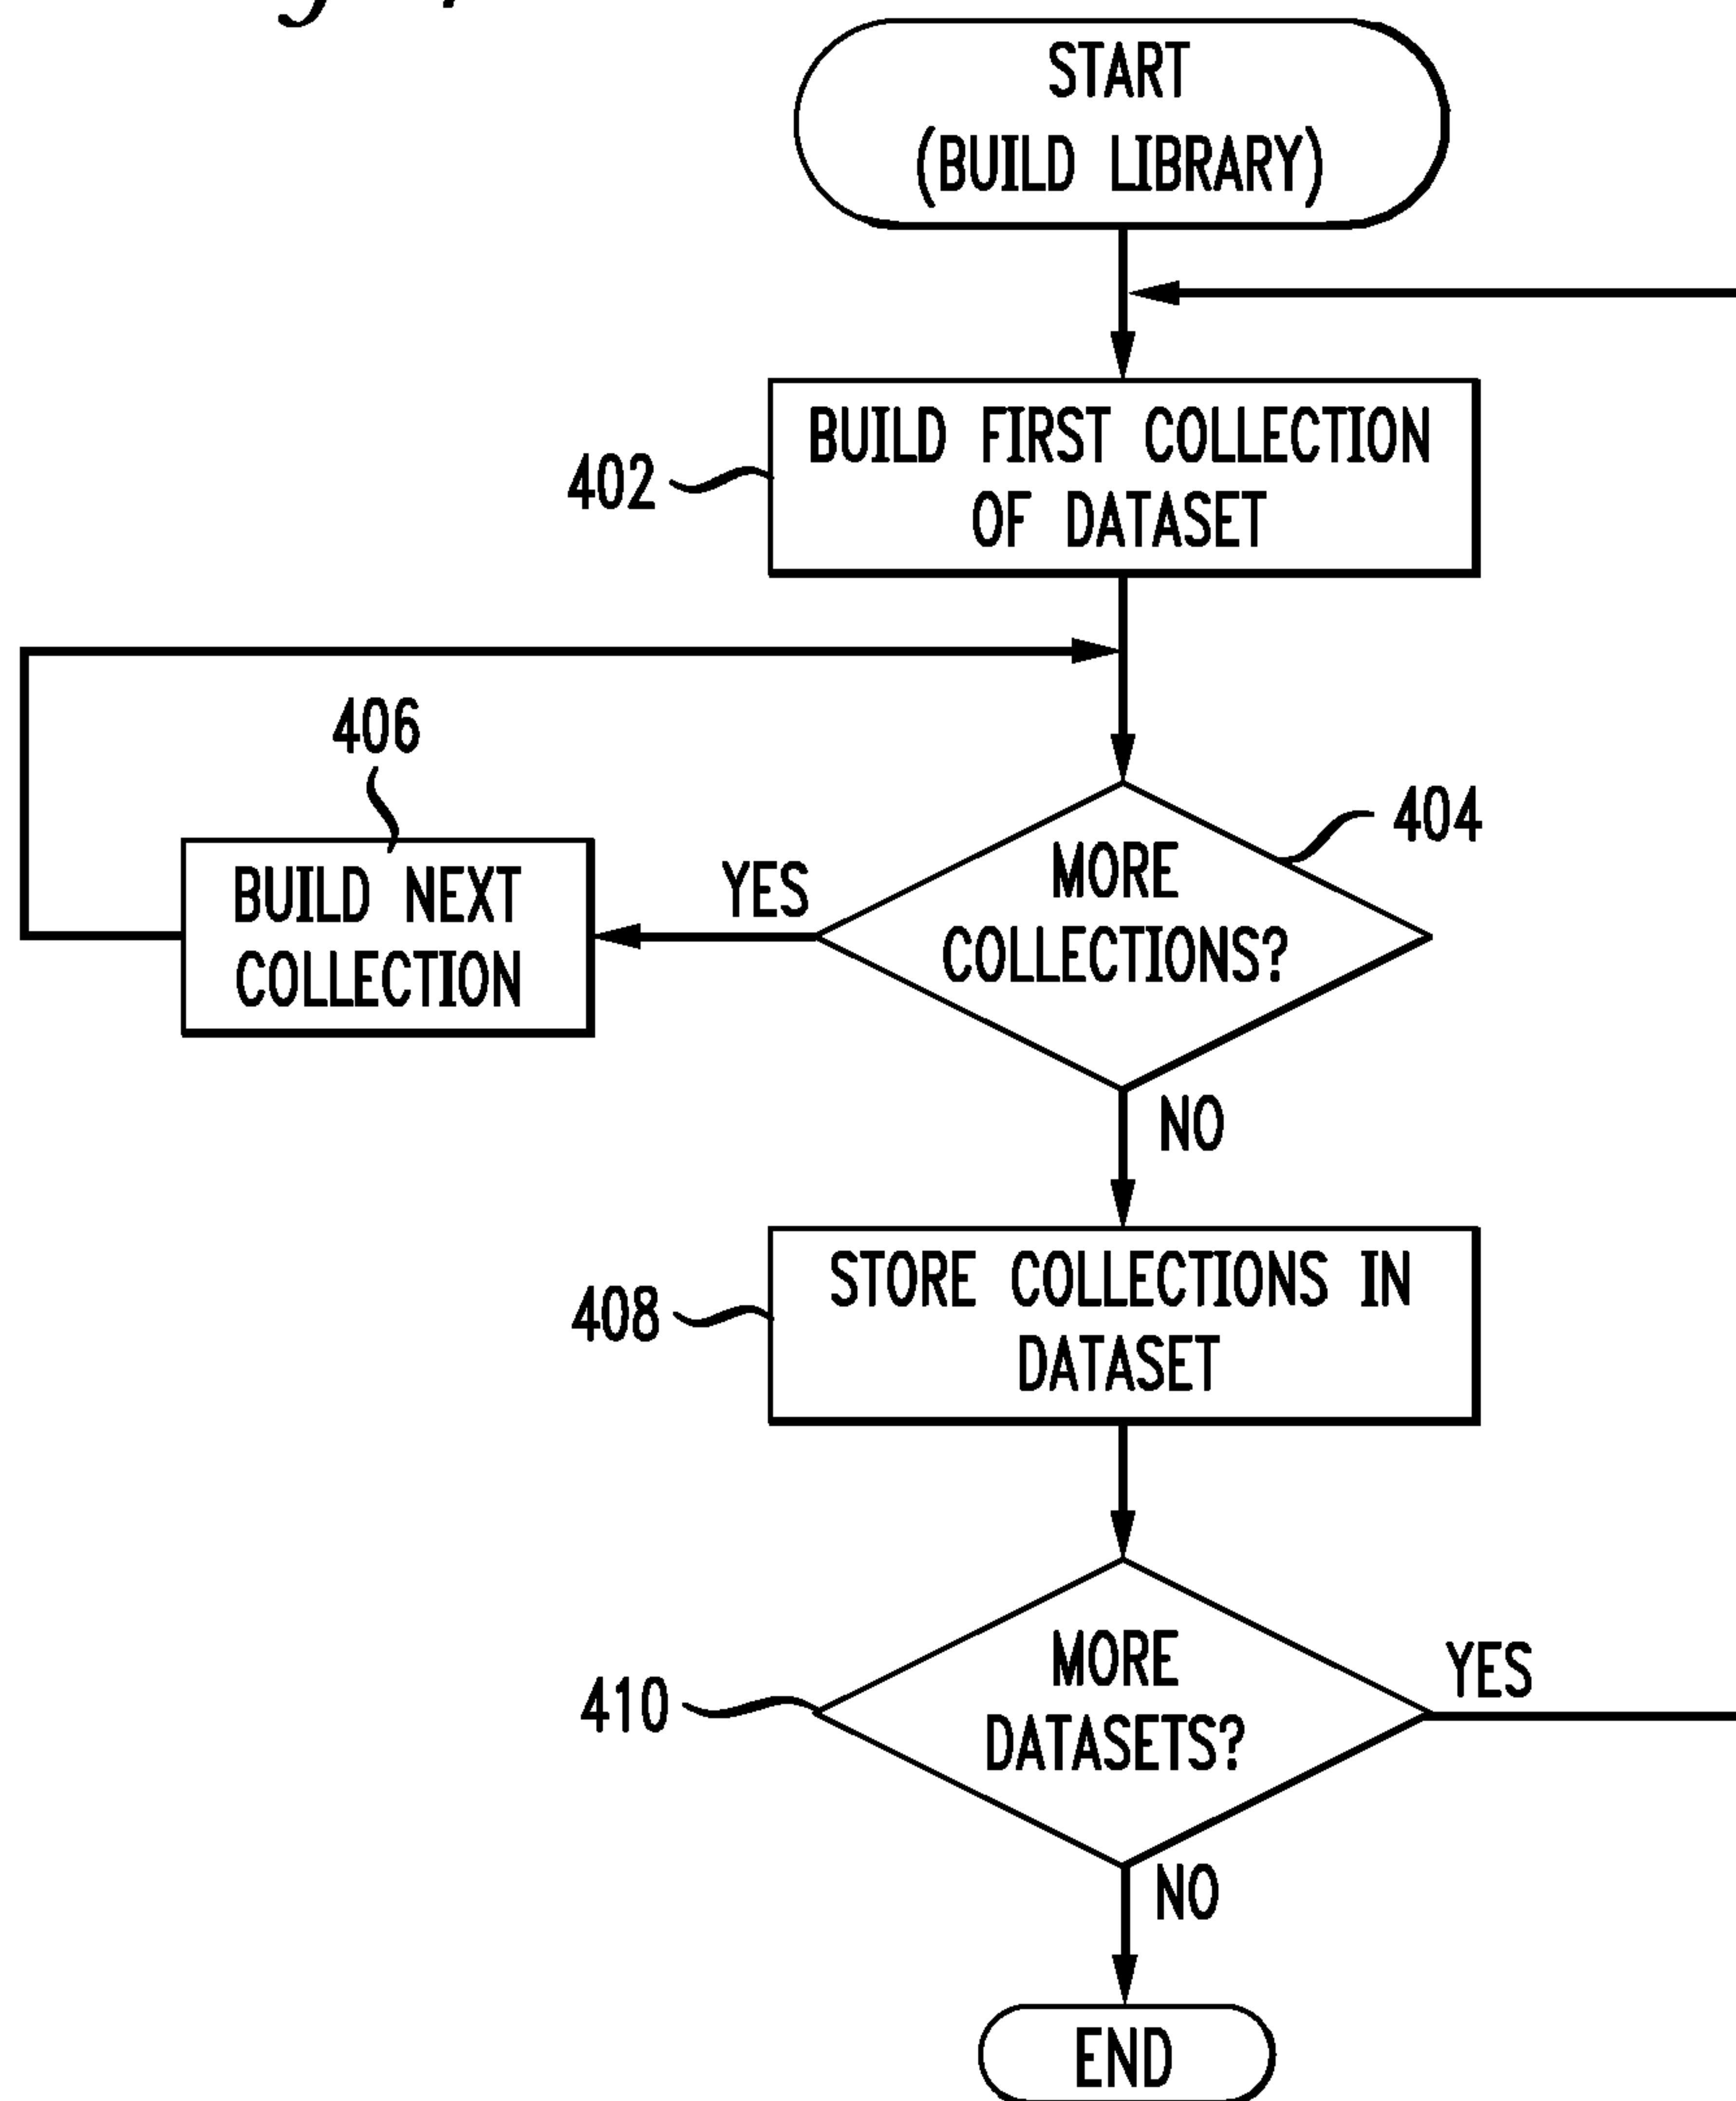 START
(BUILD LIBRARY)
402
BUILD FIRST COLLECTION
OF DATASET
406
404
BUILD NEXT
COLLECTION
YES
MORE
COLLECTIONS?
NO
408
STORE COLLECTIONS IN
DATASET
410
MORE
DATASETS?
YES
NO
END